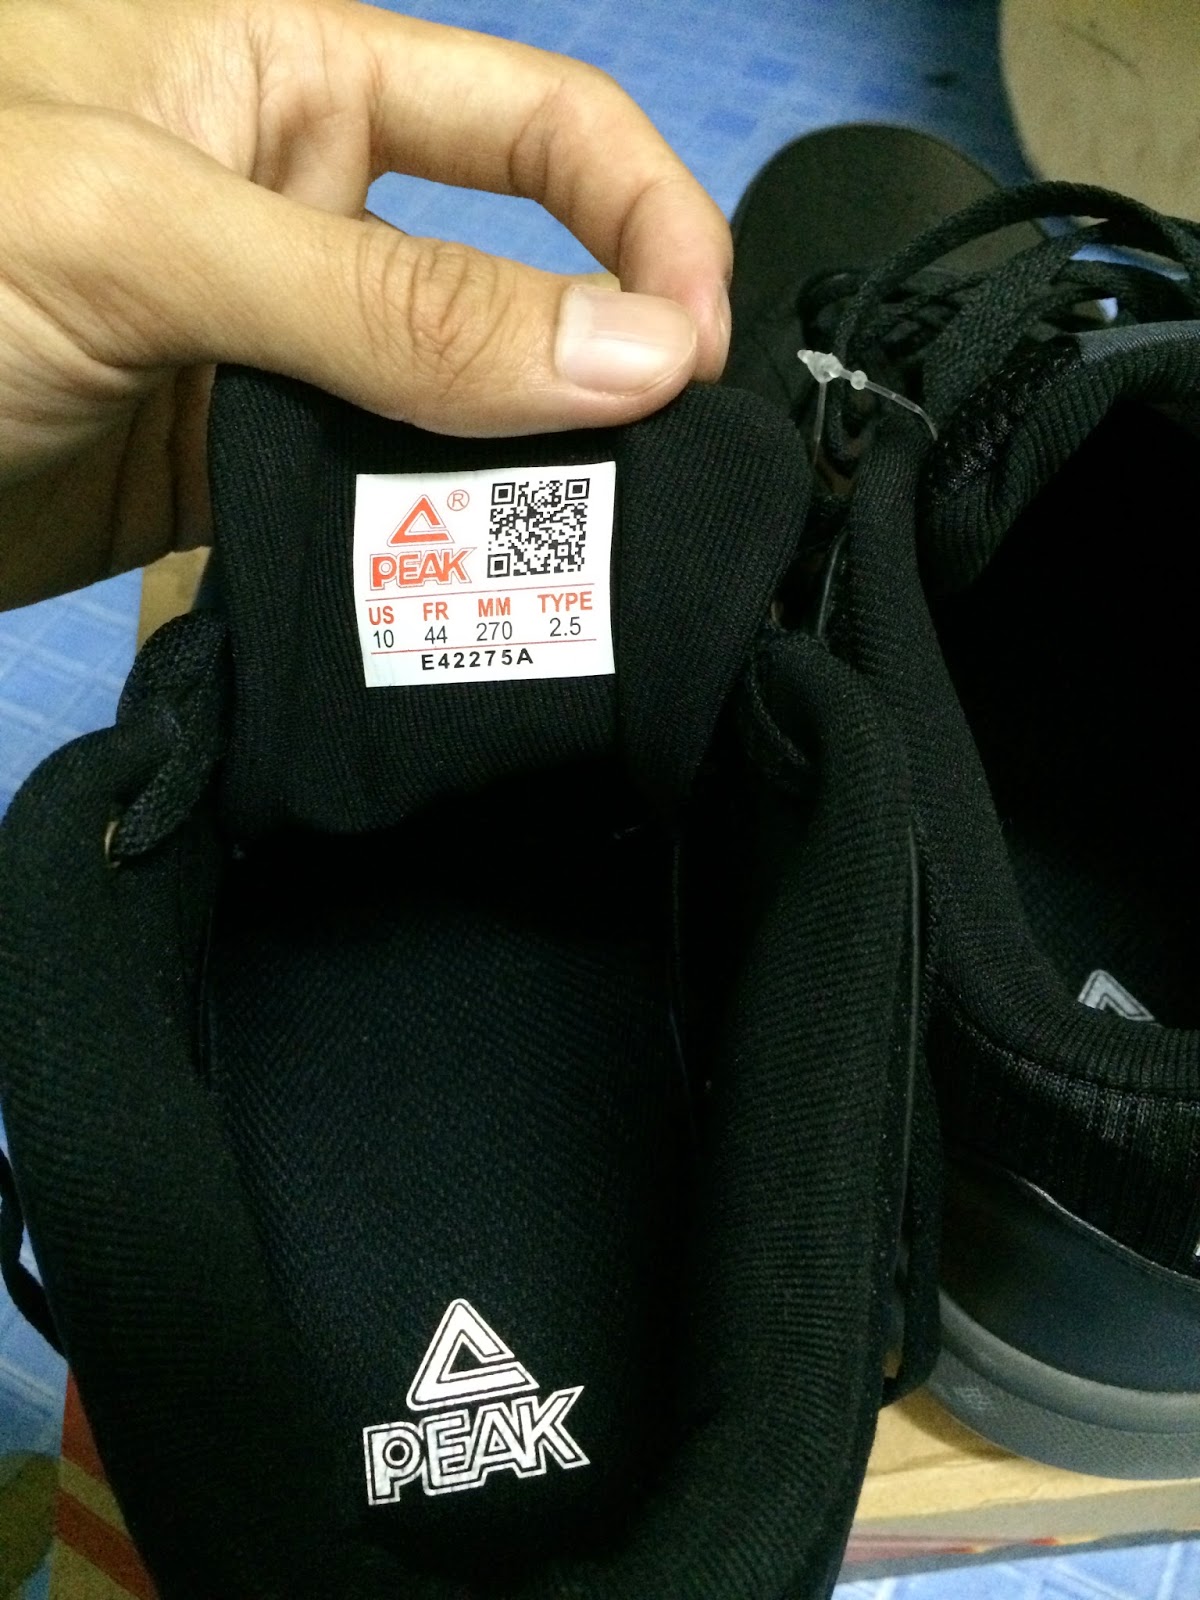 ®
PEAK
US FR MM TYPE
10 44 270 2.5
E42275A
PEAK